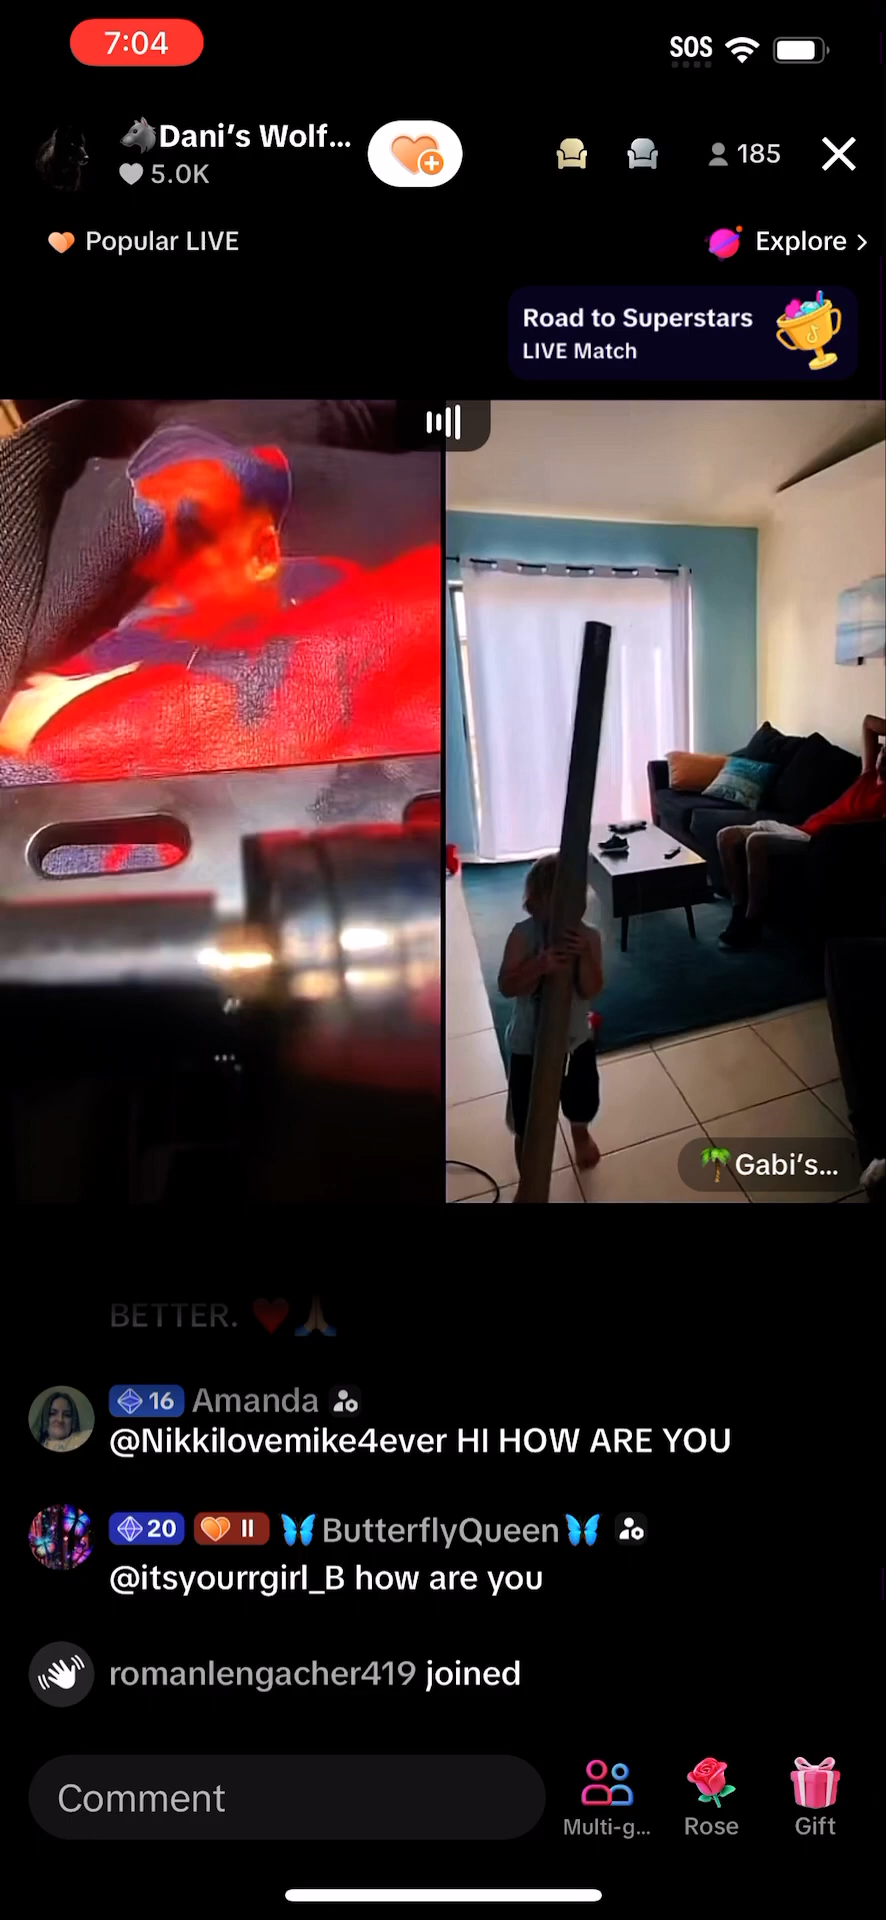 7:04
SOS
Dani's Wolf...
5.0K
185
Popular LIVE
Explore >
Road to Superstars
LIVE Match
Gabi's...
BETTER.
16 Amanda
@Nikkilovemike4ever HI HOW ARE YOU
20 II ButterflyQueen
@itsyourrgirl_B how are you
romanlengacher419 joined
Comment
Multi-g...
Rose
Gift